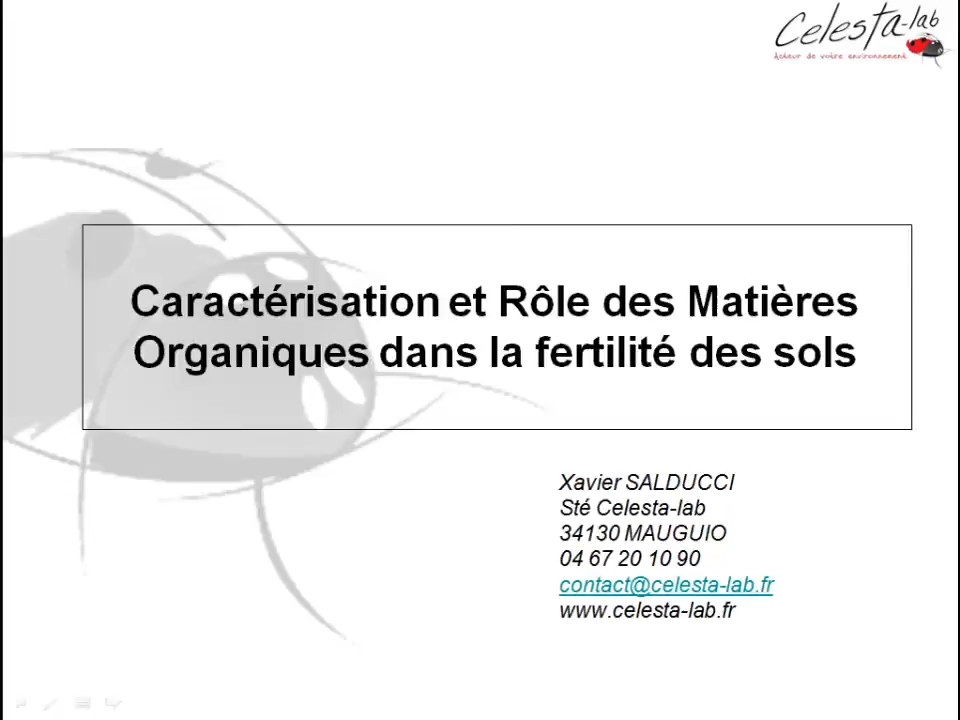 Celesta-lab
Acteur de votre environnement
Caractérisation et Rôle des Matières
Organiques dans la fertilité des sols
Xavier SALDUCCI
Sté Celesta-lab
34130 MAUGUIO
04 67 20 10 90
contact@celesta-lab.fr
www.celesta-lab.fr